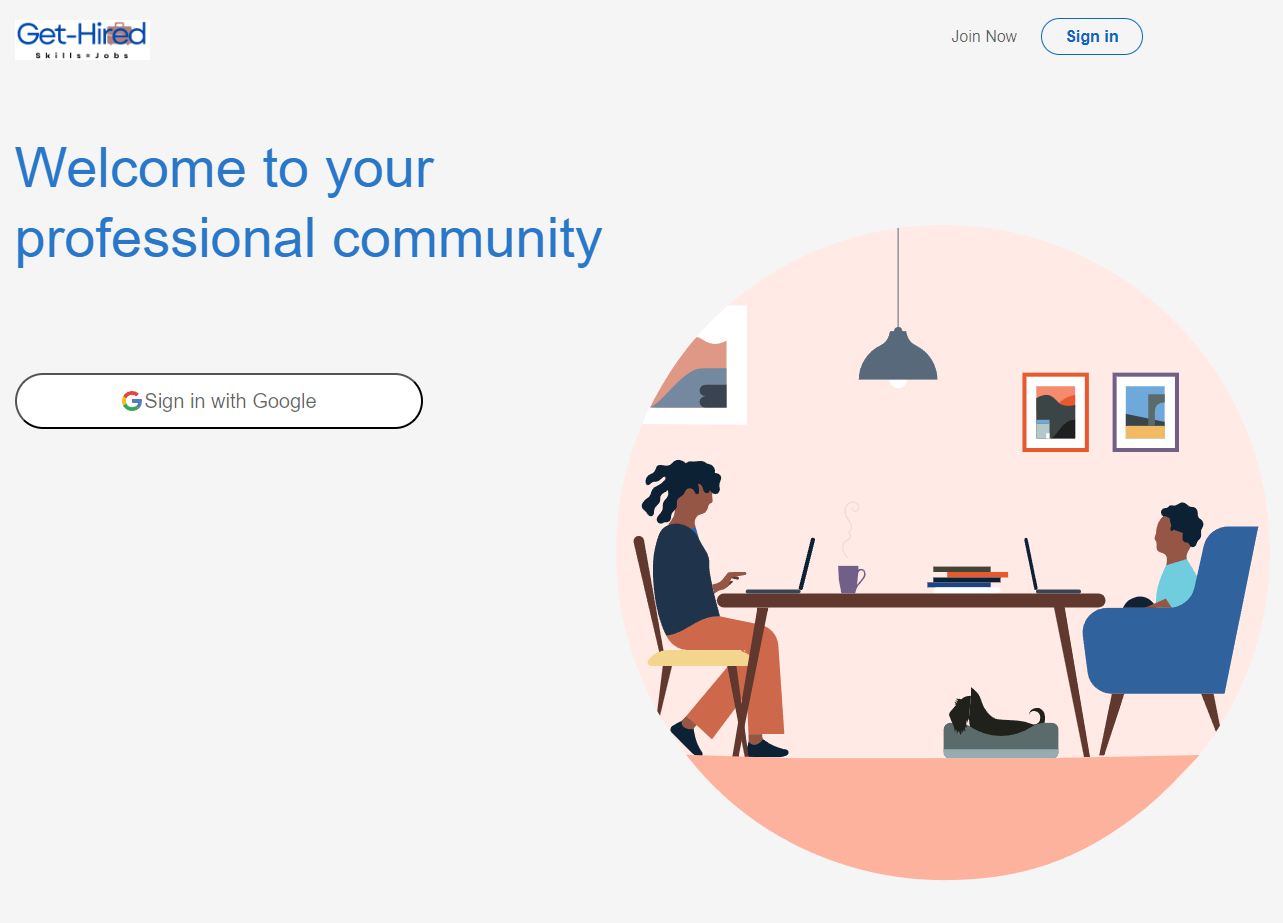 Get-Hired
Skills=Jobs
Join Now
Sign in
Welcome to your
professional community
Sign in with Google